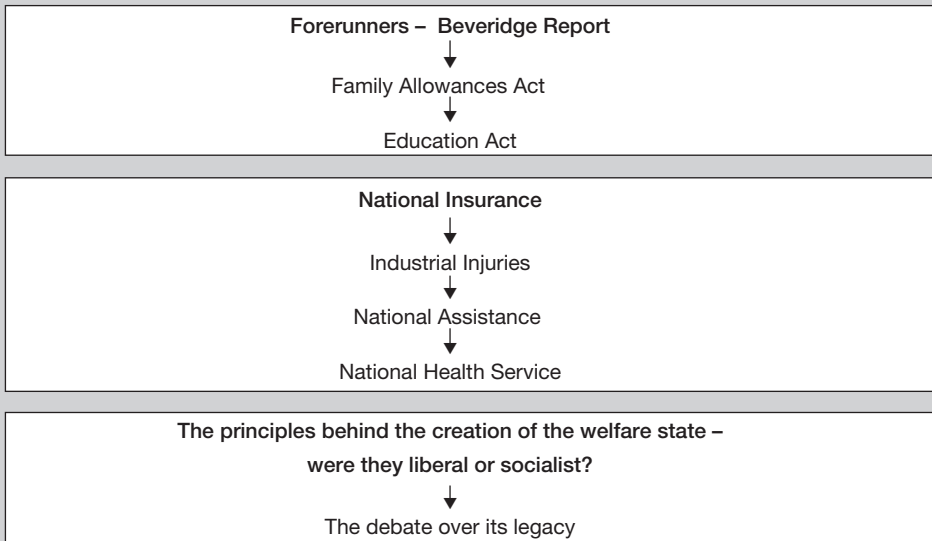 Forerunners – Beveridge Report
Family Allowances Act
Education Act
National Insurance
Industrial Injuries
National Assistance
National Health Service
The principles behind the creation of the welfare state –
were they liberal or socialist?
The debate over its legacy